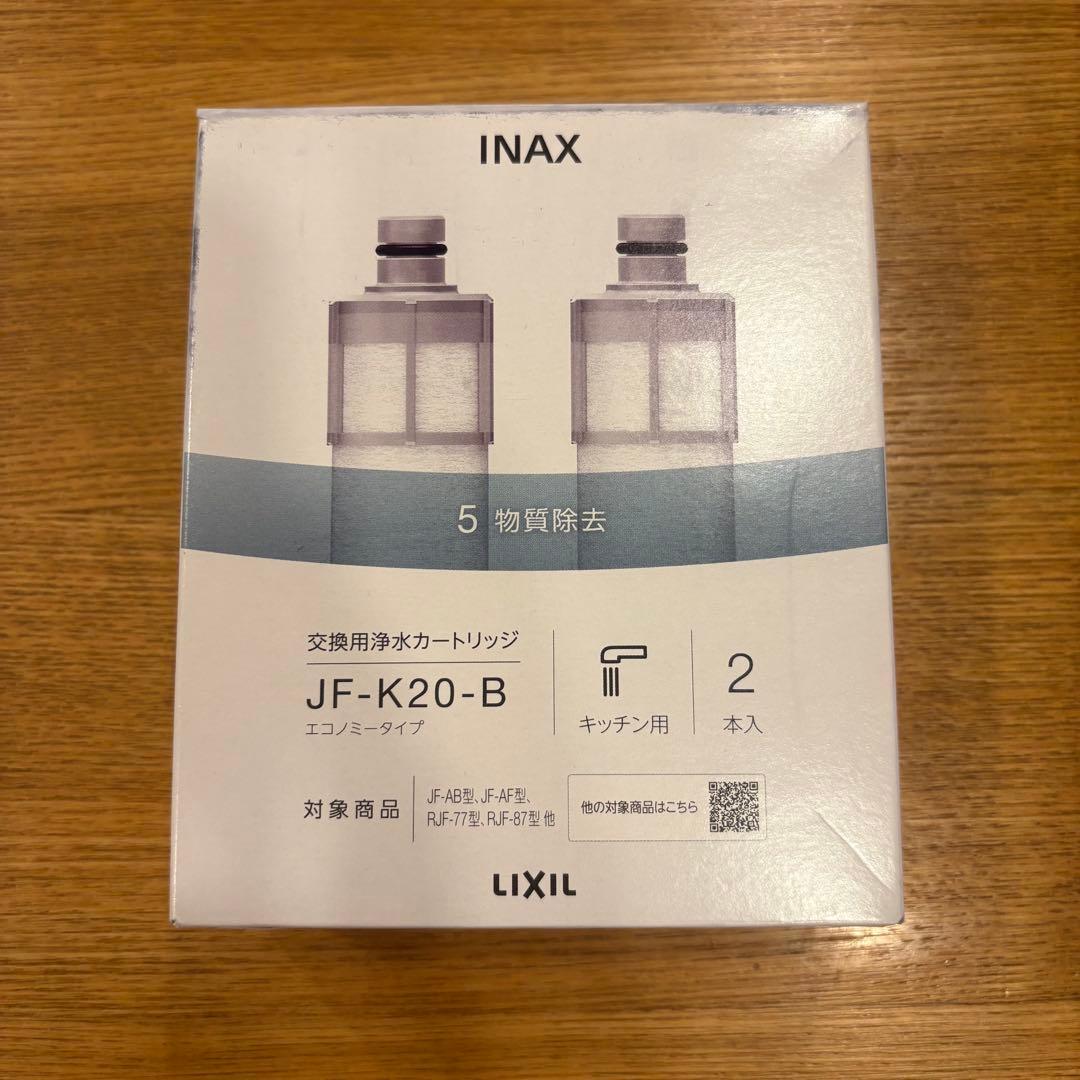 INAX
5 物質除去
交換用浄水カートリッジ
JF-K20-B
エコノミータイプ
キッチン用
2
本入
対象商品
JF-AB型、JF-AF型、
RJF-77型、RJF-87型 他
他の対象商品はこちら
LIXIL